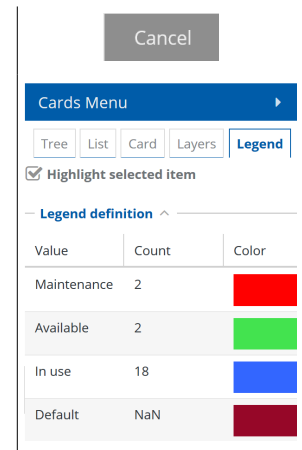 Cancel
Cards Menu
Tree List Card Layers Legend
Highlight selected item
Legend definition
Value Count Color
Maintenance 2
Available 2
In use 18
Default NaN